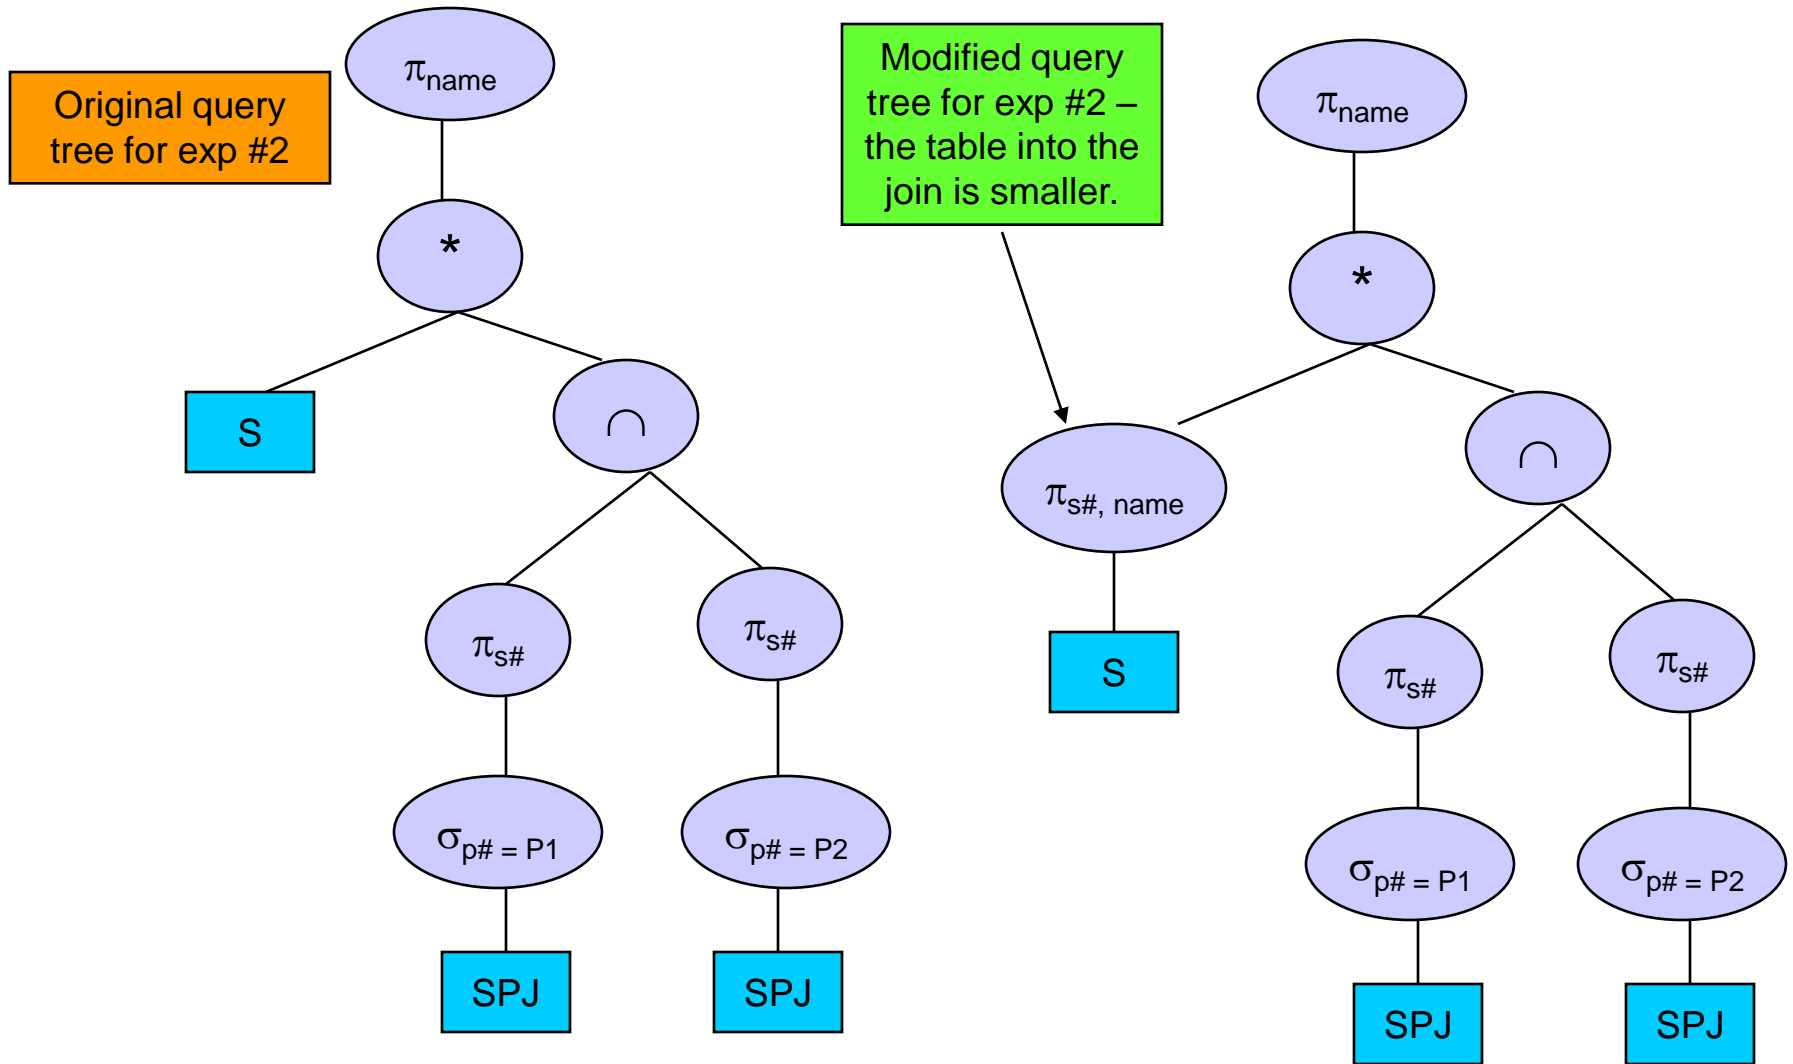 Original query
tree for exp #2
πname
*
S
∩
πs#
πs#
σp# = P1
σp# = P2
SPJ
SPJ
Modified query
tree for exp #2 –
the table into the
join is smaller.
πname
*
πs#, name
∩
S
πs#
πs#
σp# = P1
σp# = P2
SPJ
SPJ